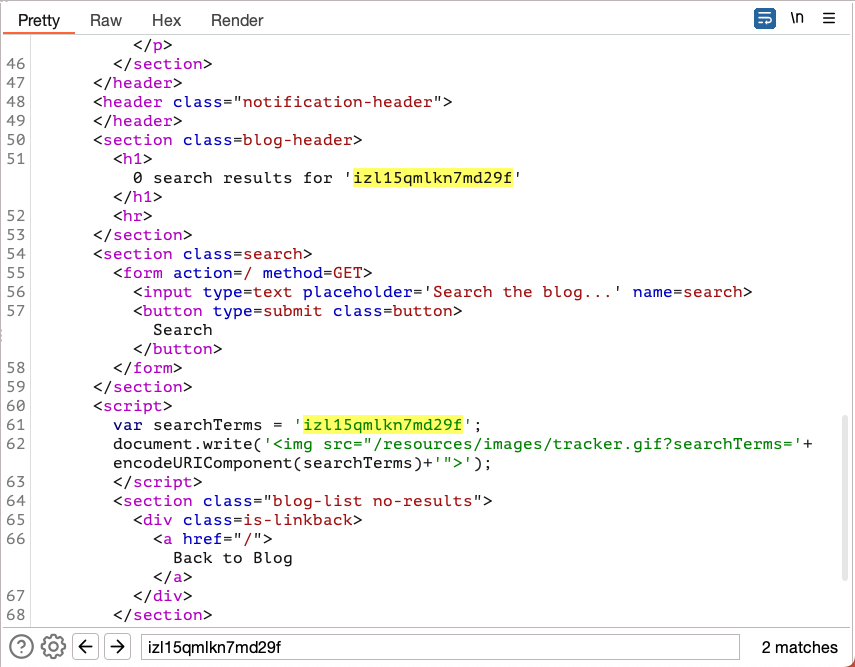 Pretty Raw Hex Render \n
</p>
46 </section>
47 </header>
48 <header class="notification-header">
49 </header>
50 <section class=blog-header>
51 <h1>
0 search results for 'izl15qmlkn7md29f'
</h1>
52 <hr>
53 </section>
54 <section class=search>
55 <form action=/ method=GET>
56 <input type=text placeholder='Search the blog...' name=search>
57 <button type=submit class=button>
Search
</button>
58 </form>
59 </section>
60 <script>
61 var searchTerms = 'izl15qmlkn7md29f';
62 document.write('<img src="/resources/images/tracker.gif?searchTerms='+
encodeURIComponent(searchTerms)+'">');
63 </script>
64 <section class="blog-list no-results">
65 <div class=is-linkback>
66 <a href="/">
Back to Blog
</a>
67 </div>
68 </section>
? izl15qmlkn7md29f 2 matches